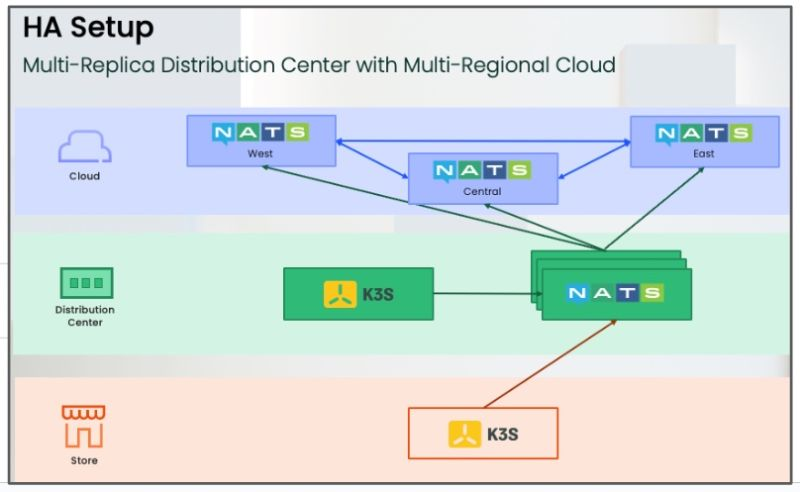 HA Setup
Multi-Replica Distribution Center with Multi-Regional Cloud
NATS
West
NATS
East
NATS
Central
Cloud
K3S
NATS
Distribution
Center
K3S
Store